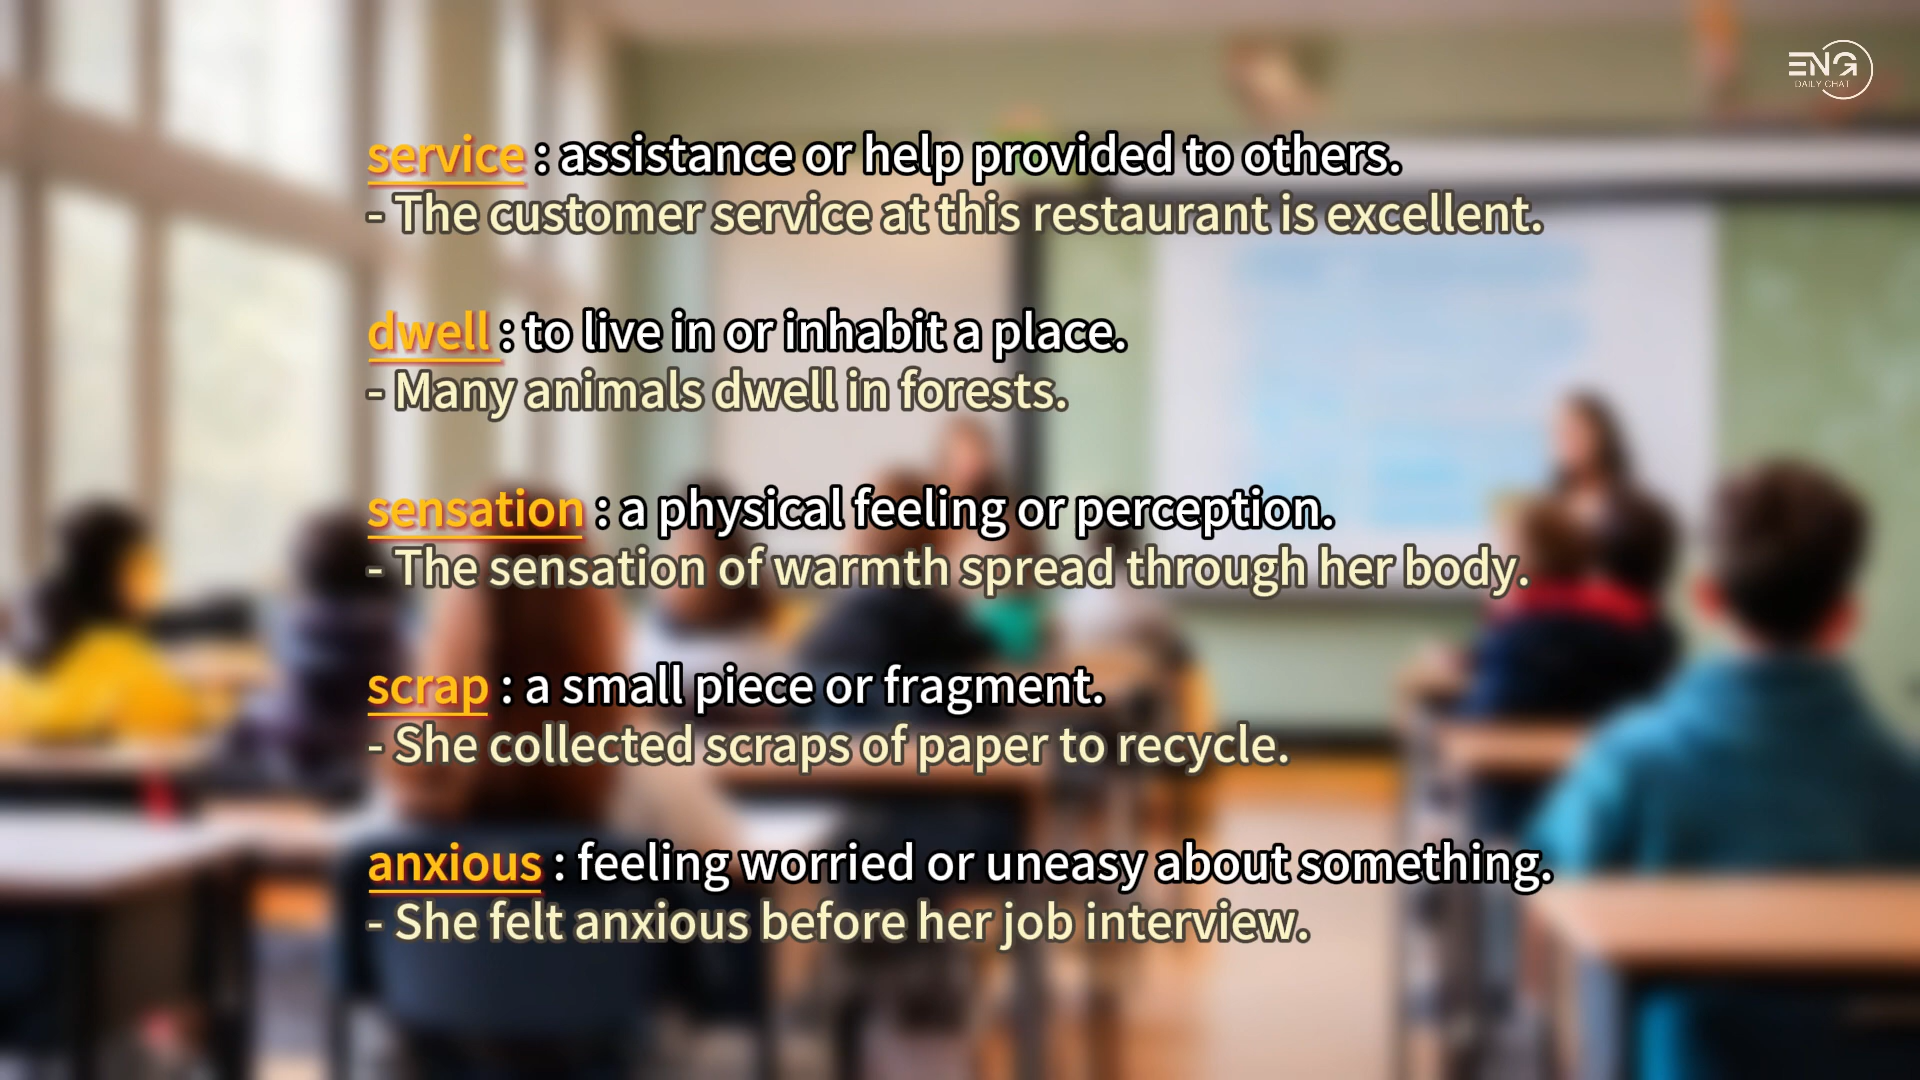 ENG
DAILY CHAT
service : assistance or help provided to others.
- The customer service at this restaurant is excellent.
dwell : to live in or inhabit a place.
- Many animals dwell in forests.
sensation : a physical feeling or perception.
- The sensation of warmth spread through her body.
scrap : a small piece or fragment.
- She collected scraps of paper to recycle.
anxious : feeling worried or uneasy about something.
- She felt anxious before her job interview.